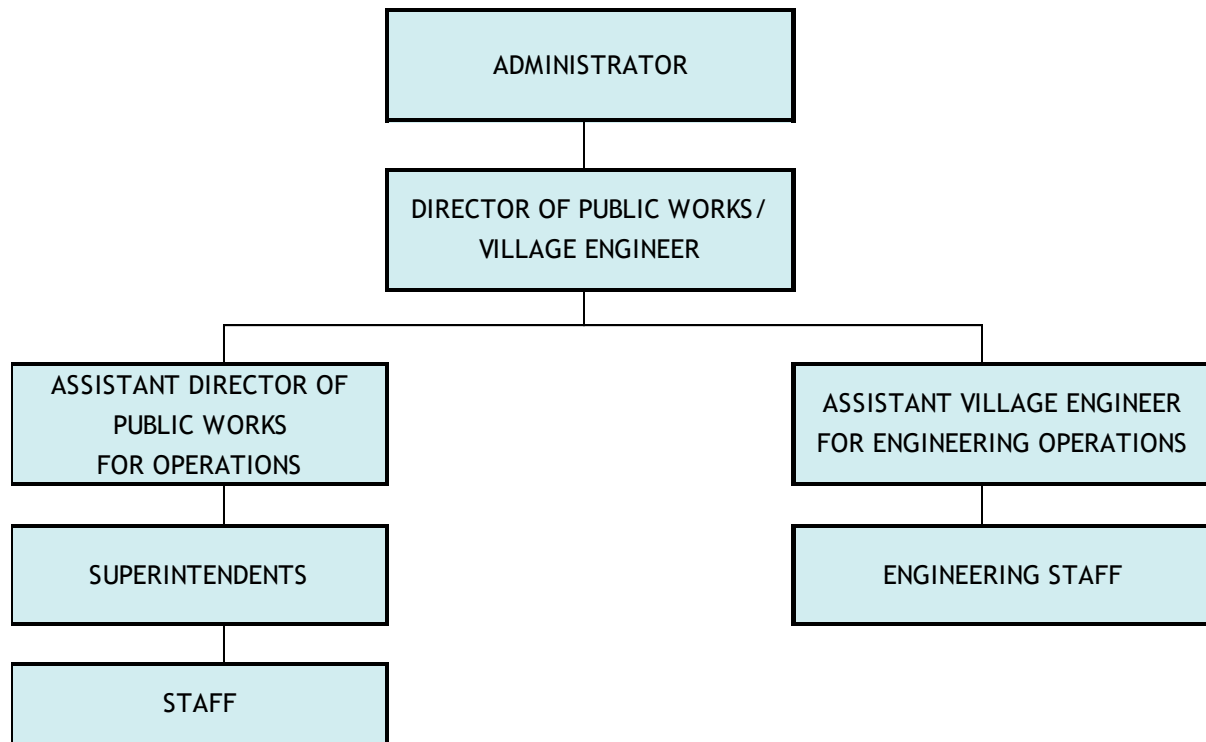 ADMINISTRATOR
DIRECTOR OF PUBLIC WORKS/
VILLAGE ENGINEER
ASSISTANT DIRECTOR OF
PUBLIC WORKS
FOR OPERATIONS
ASSISTANT VILLAGE ENGINEER
FOR ENGINEERING OPERATIONS
SUPERINTENDENTS
ENGINEERING STAFF
STAFF